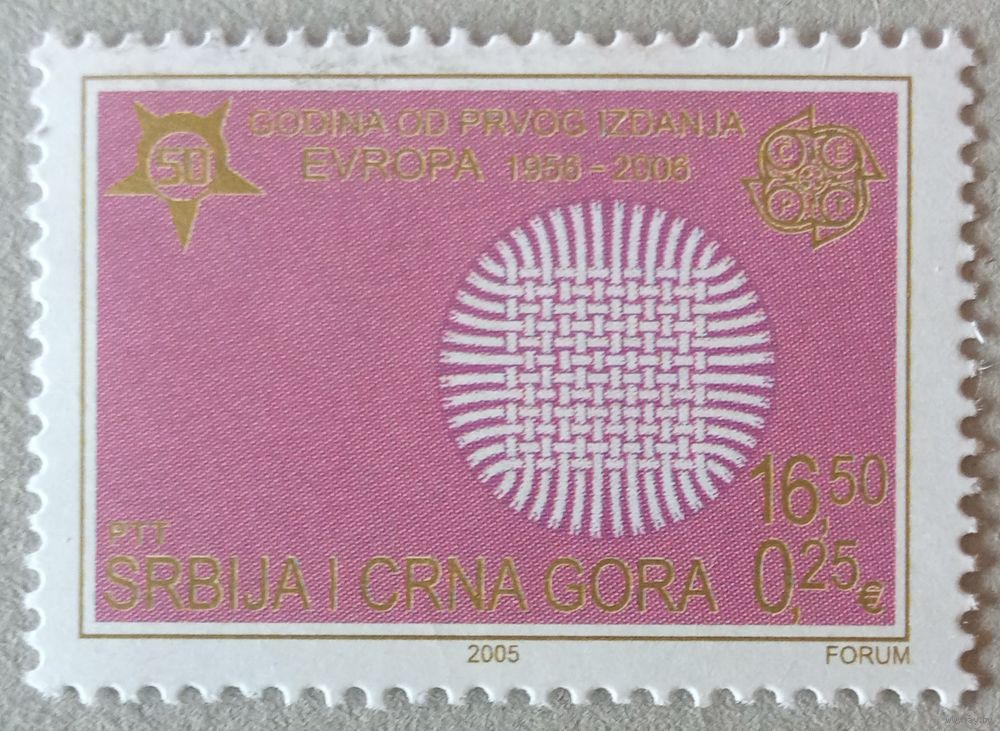 50
GODINA OD PRVOG IZDANJA
EVROPA 1956 - 2006
C E
P T
16,50
PTT
SRBIJA I CRNA GORA 0,25 €
2005 FORUM